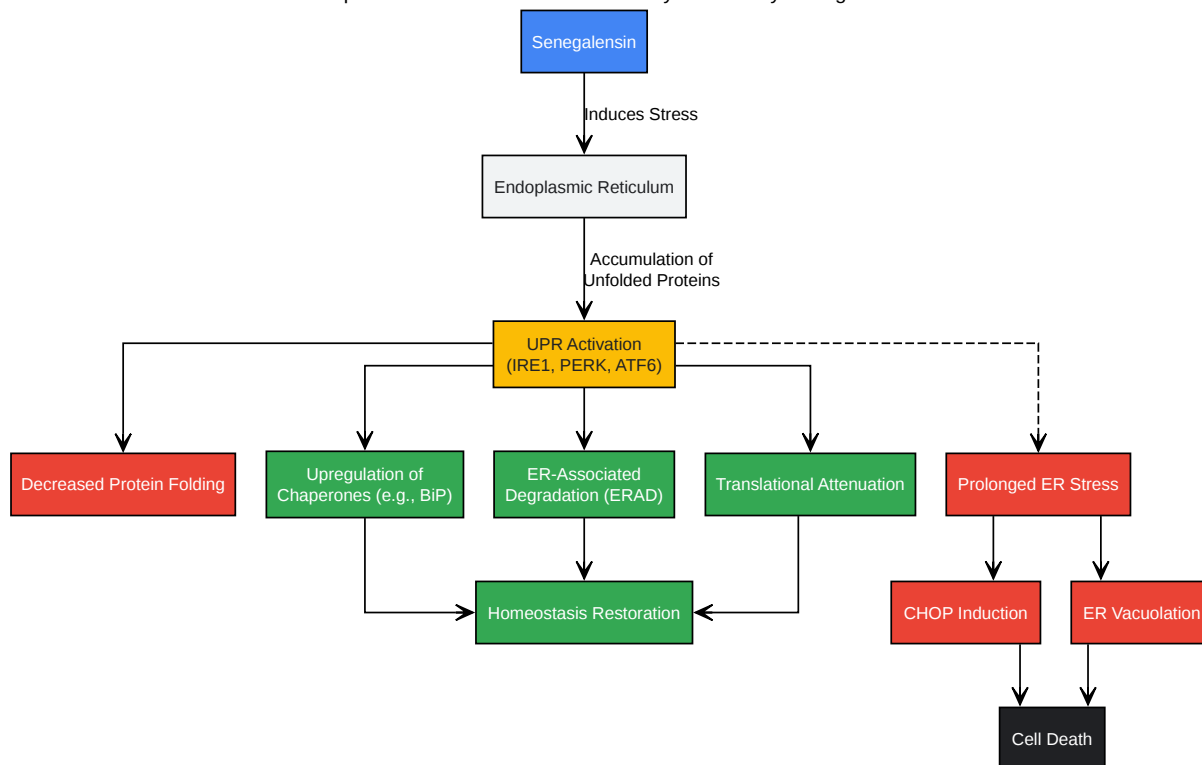 Senegalensin
Induces Stress
Endoplasmic Reticulum
Accumulation of
Unfolded Proteins
UPR Activation
(IRE1, PERK, ATF6)
Decreased Protein Folding
Upregulation of
Chaperones (e.g., BiP)
ER-Associated
Degradation (ERAD)
Translational Attenuation
Prolonged ER Stress
Homeostasis Restoration
CHOP Induction
ER Vacuolation
Cell Death